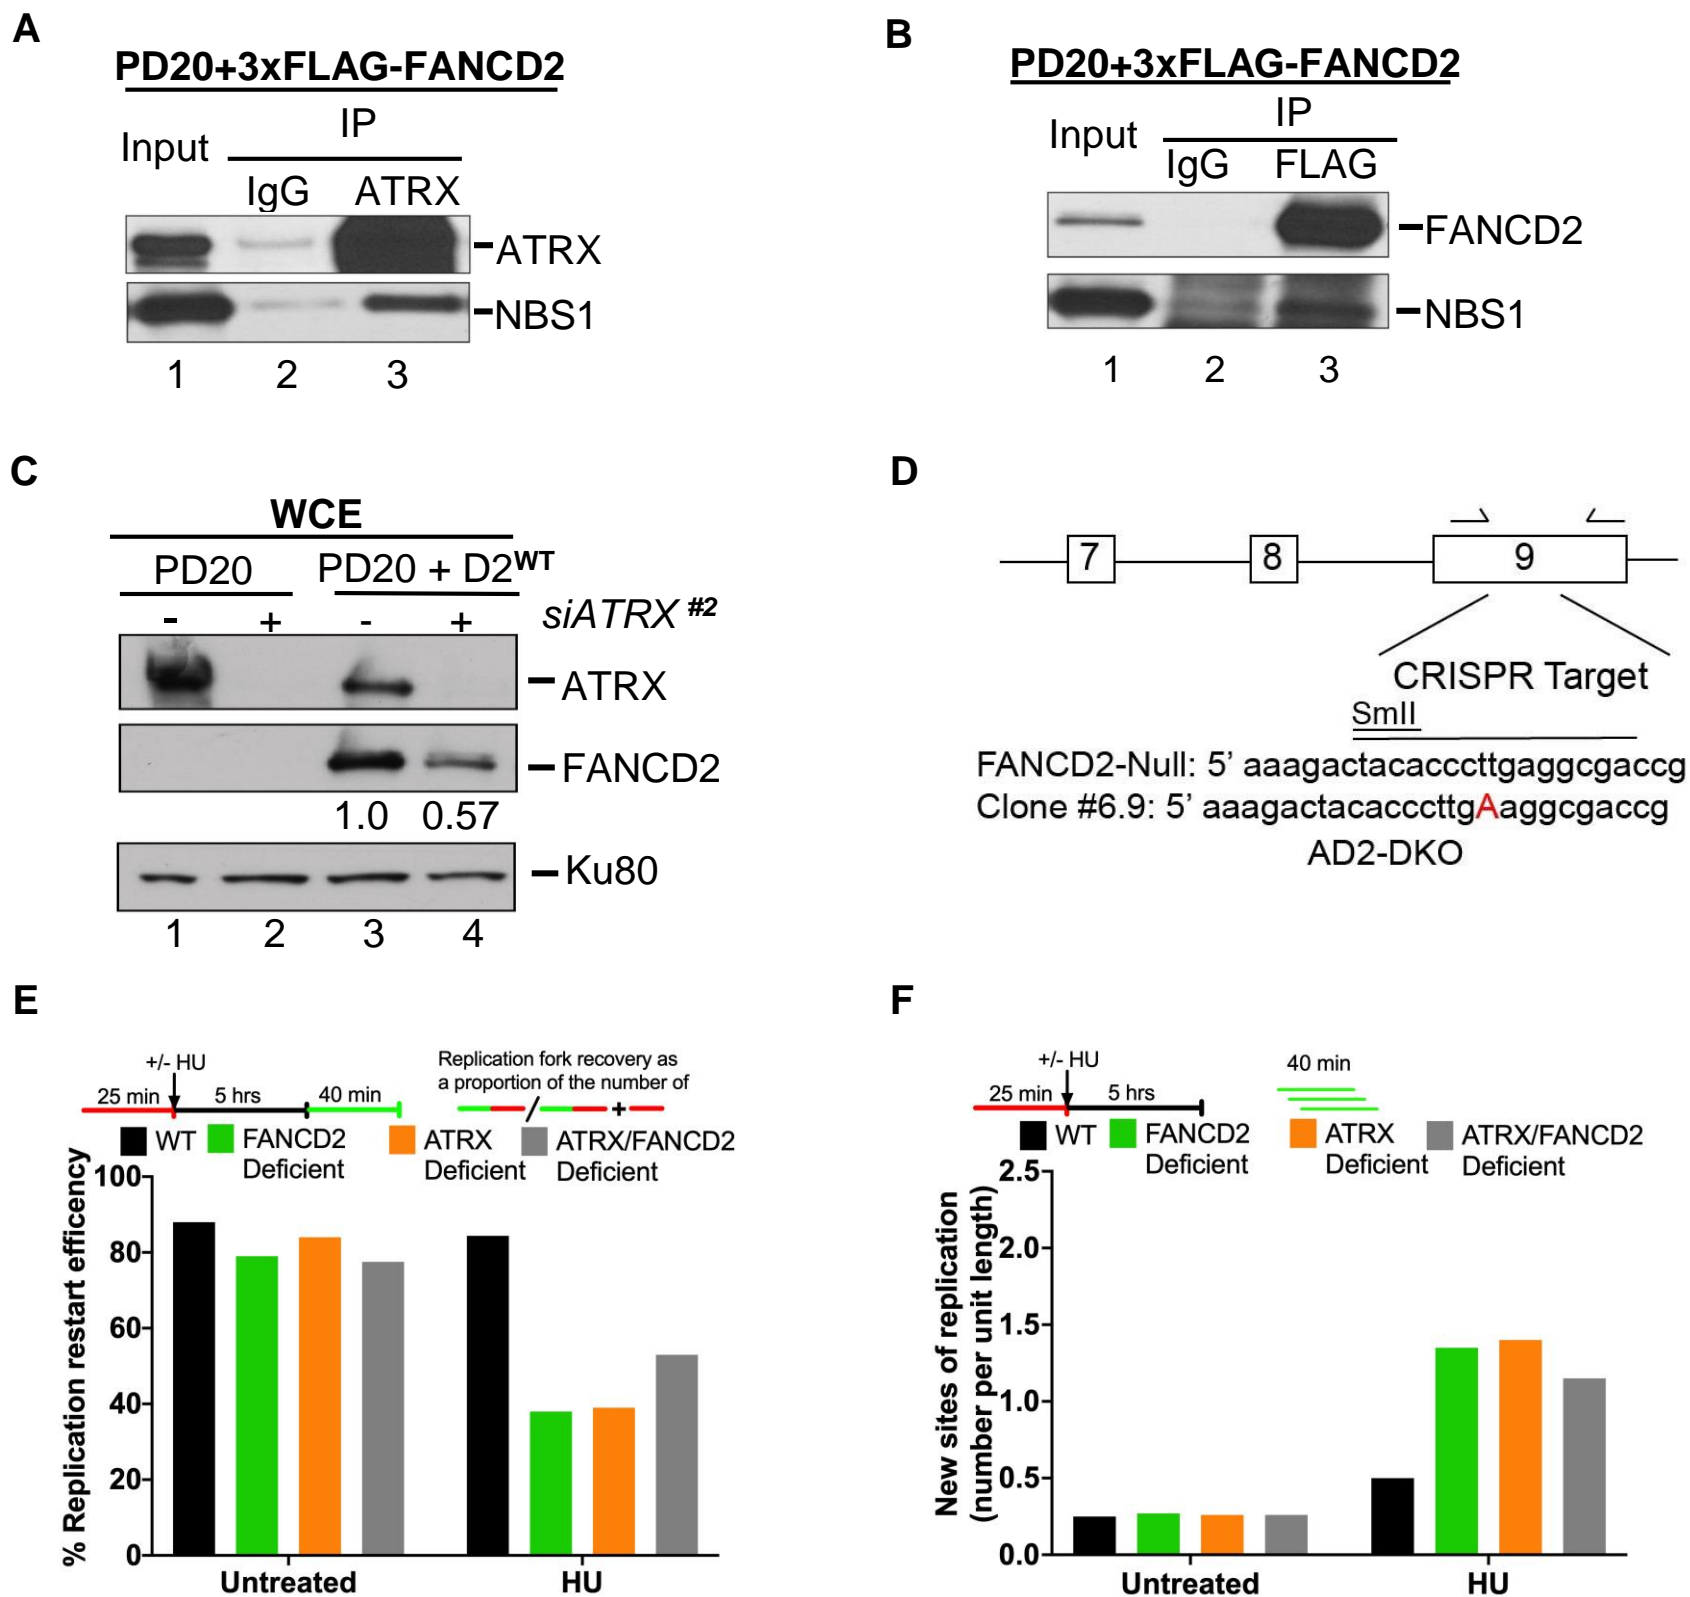 A
PD20+3xFLAG-FANCD2
IP
Input
IgG ATRX
ATRX
NBS1
1 2 3
B
PD20+3xFLAG-FANCD2
IP
Input
IgG FLAG
FANCD2
NBS1
1 2 3
C
WCE
PD20 PD20 + D2WT
- + - + siATRX #2
ATRX
FANCD2
1.0 0.57
Ku80
1 2 3 4
D
7 8 9
CRISPR Target
SmlI
FANCD2-Null: 5’ aaagactacacccttgaggcgaccg
Clone #6.9: 5’ aaagactacacccttgAaggcgaccg
AD2-DKO
E
+/- HU
25 min 5 hrs 40 min
Replication fork recovery as
a proportion of the number of
/ +
WT FANCD2 Deficient ATRX Deficient ATRX/FANCD2 Deficient
% Replication restart efficency
100
80
60
40
20
0
Untreated HU
F
+/- HU
25 min 5 hrs
40 min
WT FANCD2 Deficient ATRX Deficient ATRX/FANCD2 Deficient
New sites of replication
(number per unit length)
2.5
2.0
1.5
1.0
0.5
0.0
Untreated HU